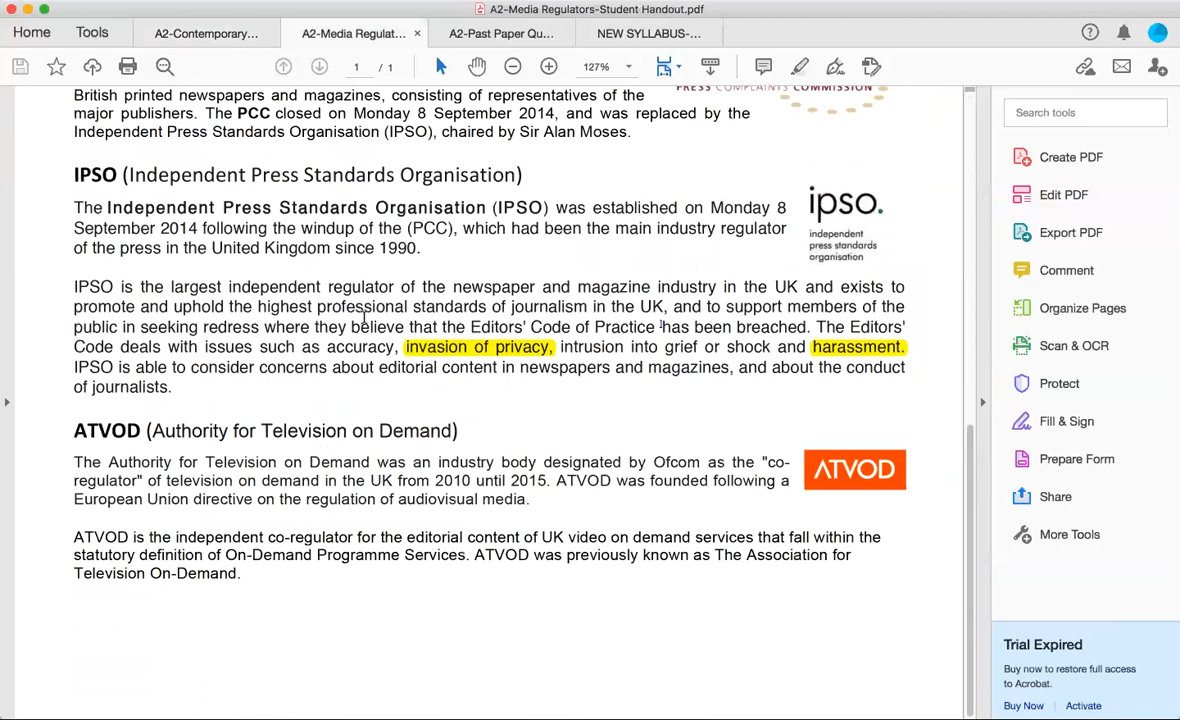 A2-Media Regulators-Student Handout.pdf
Home
Tools
A2-Contemporary...
A2-Media Regulat...
×
A2-Past Paper Qu...
NEW SYLLABUS-...
1
/ 1
127%
British printed newspapers and magazines, consisting of representatives of the
major publishers. The PCC closed on Monday 8 September 2014, and was replaced by the
Independent Press Standards Organisation (IPSO), chaired by Sir Alan Moses.
PRESS COMPLAINTS COMMISSION
IPSO (Independent Press Standards Organisation)
The Independent Press Standards Organisation (IPSO) was established on Monday 8
September 2014 following the windup of the (PCC), which had been the main industry regulator
of the press in the United Kingdom since 1990.
ipso.
independent
press standards
organisation
IPSO is the largest independent regulator of the newspaper and magazine industry in the UK and exists to
promote and uphold the highest professional standards of journalism in the UK, and to support members of the
public in seeking redress where they believe that the Editors' Code of Practice has been breached. The Editors'
Code deals with issues such as accuracy, invasion of privacy, intrusion into grief or shock and harassment.
IPSO is able to consider concerns about editorial content in newspapers and magazines, and about the conduct
of journalists.
ATVOD (Authority for Television on Demand)
The Authority for Television on Demand was an industry body designated by Ofcom as the "co-
regulator" of television on demand in the UK from 2010 until 2015. ATVOD was founded following a
European Union directive on the regulation of audiovisual media.
ATVOD
ATVOD is the independent co-regulator for the editorial content of UK video on demand services that fall within the
statutory definition of On-Demand Programme Services. ATVOD was previously known as The Association for
Television On-Demand.
Search tools
Create PDF
Edit PDF
Export PDF
Comment
Organize Pages
Scan & OCR
Protect
Fill & Sign
Prepare Form
Share
More Tools
Trial Expired
Buy now to restore full access
to Acrobat.
Buy Now
Activate